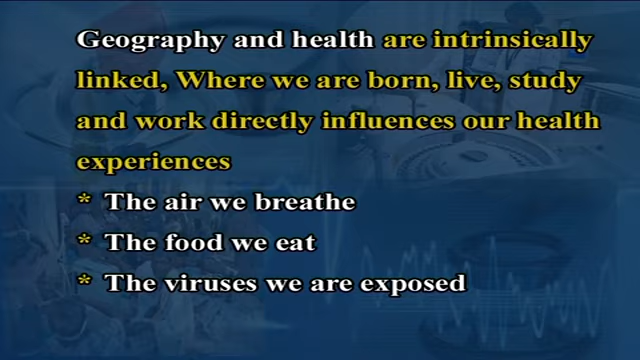 Geography and health are intrinsically
linked, Where we are born, live, study
and work directly influences our health
experiences
* The air we breathe
* The food we eat
* The viruses we are exposed